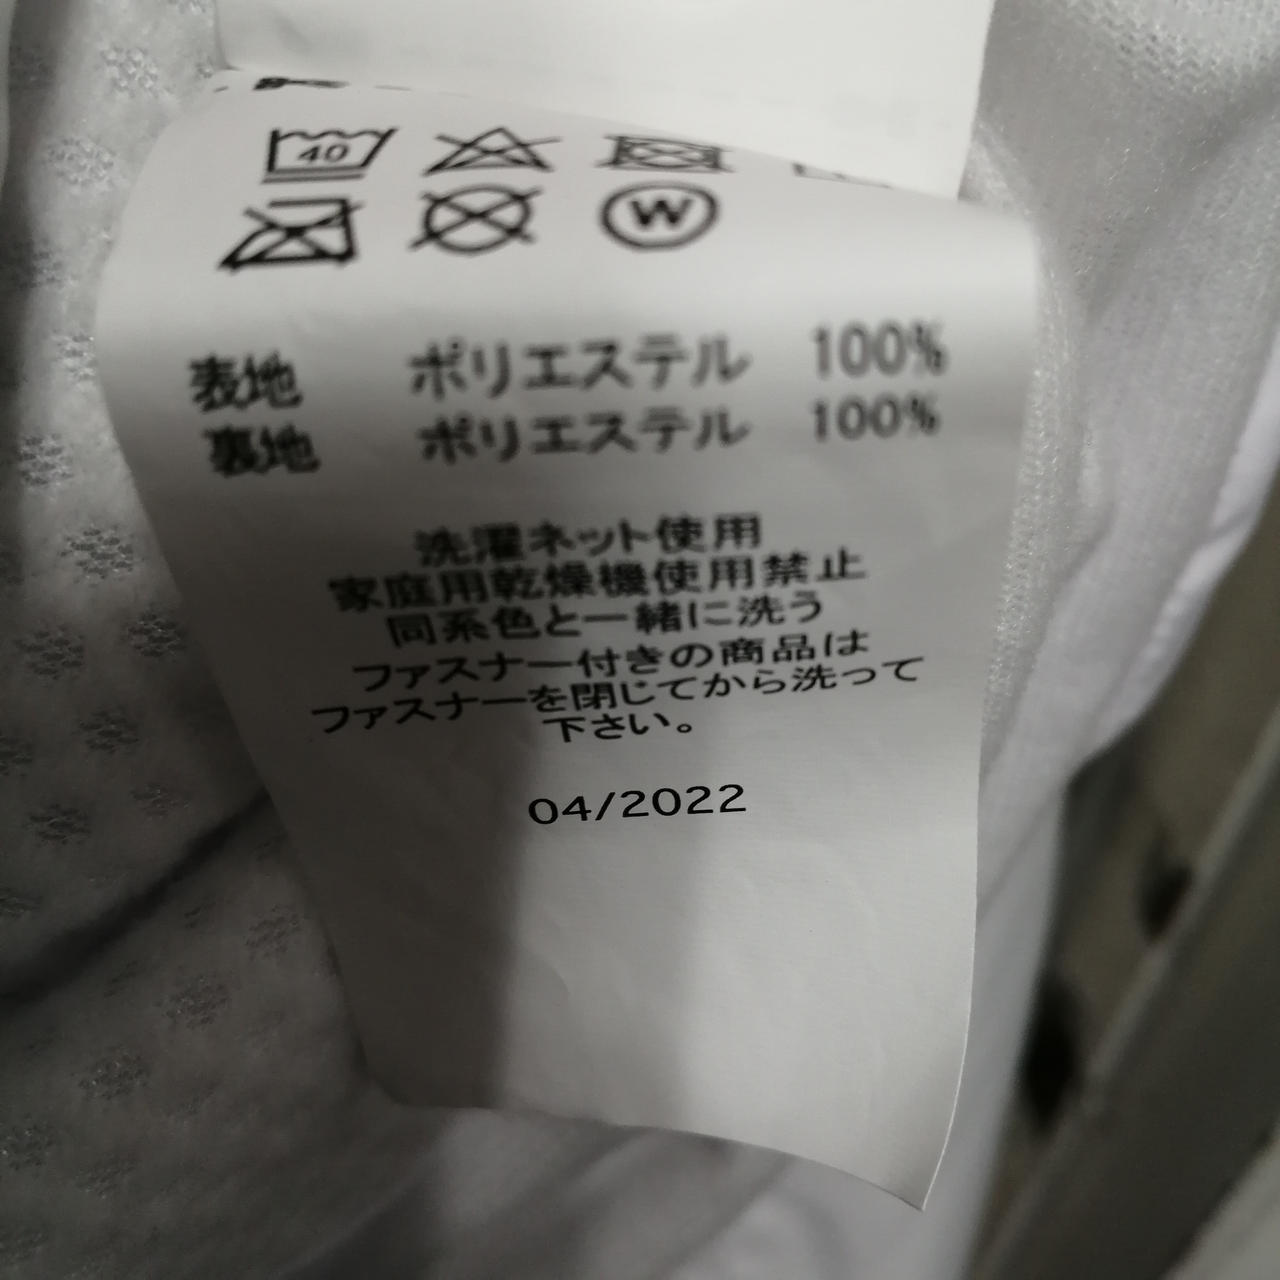 40
W
表地 ポリエステル 100%
裏地 ポリエステル 100%
洗濯ネット使用
家庭用乾燥機使用禁止
同系色と一緒に洗う
ファスナー付きの商品は
ファスナーを閉じてから洗って
下さい。
04/2022